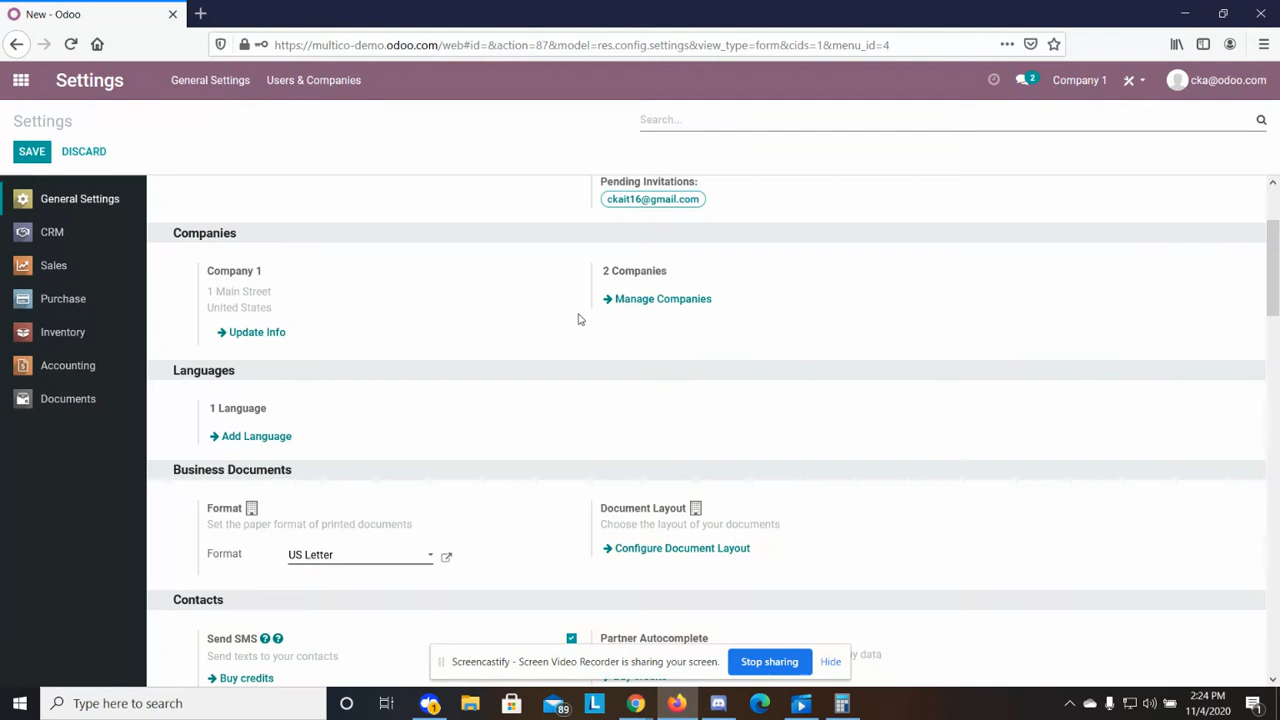 New - Odoo
https://multico-demo.odoo.com/web#id=&action=87&model=res.config.settings&view_type=form&cids=1&menu_id=4
Settings
General Settings
Users & Companies
2
Company 1
cka@odoo.com
Settings
Search...
SAVE
DISCARD
General Settings
CRM
Sales
Purchase
Inventory
Accounting
Documents
Pending Invitations:
ckait16@gmail.com
Companies
Company 1
1 Main Street
United States
Update Info
2 Companies
Manage Companies
Languages
1 Language
Add Language
Business Documents
Format
Set the paper format of printed documents
Format
US Letter
Document Layout
Choose the layout of your documents
Configure Document Layout
Contacts
Send SMS
Send texts to your contacts
Buy credits
Partner Autocomplete
y data
Screencastify - Screen Video Recorder is sharing your screen.
Stop sharing
Hide
Type here to search
89
2:24 PM
11/4/2020